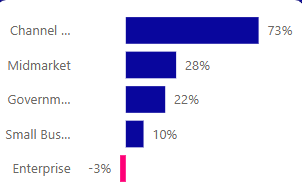 Channel ... 73%
Midmarket 28%
Governm... 22%
Small Bus... 10%
Enterprise -3%